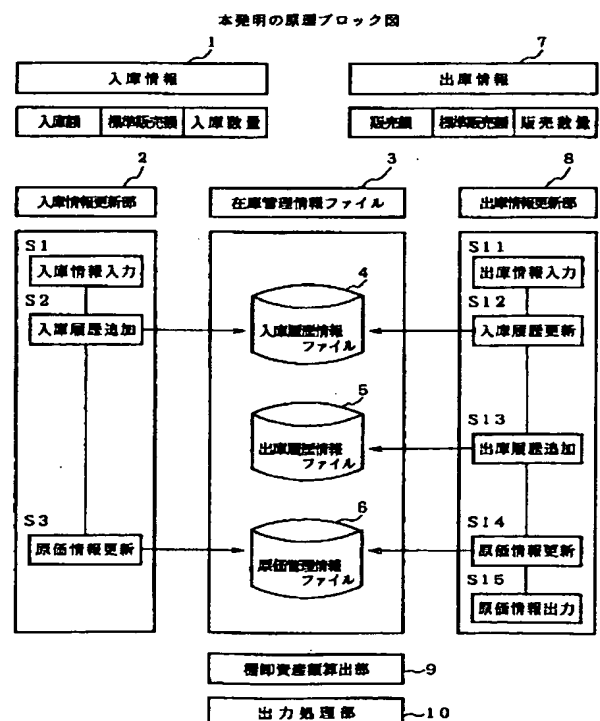 本発明の原理ブロック図
1
7
入庫情報
出庫情報
入庫額 標準販売額 入庫数量
販売額 標準販売額 販売数量
2
3
8
入庫情報更新部
在庫管理情報ファイル
出庫情報更新部
S1
入庫情報入力
S2
入庫履歴追加
S3
原価情報更新
4
入庫履歴情報
ファイル
5
出庫履歴情報
ファイル
6
原価管理情報
ファイル
S11
出庫情報入力
S12
入庫履歴更新
S13
出庫履歴追加
S14
原価情報更新
S15
原価情報出力
棚卸資産額算出部
9
出力処理部
10